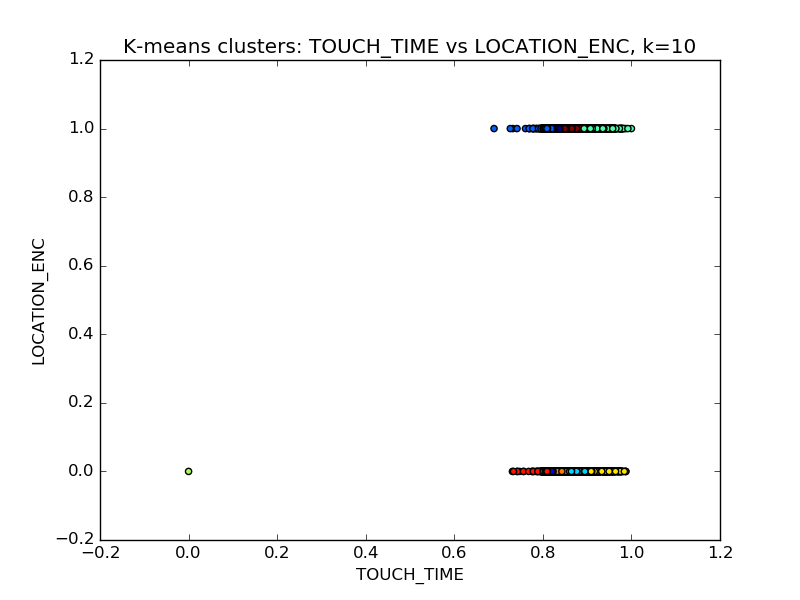 K-means clusters: TOUCH_TIME vs LOCATION_ENC, k=10
1.2
1.0
0.8
0.6
0.4
0.2
0.0
−0.2
LOCATION_ENC
−0.2 0.0 0.2 0.4 0.6 0.8 1.0 1.2
TOUCH_TIME